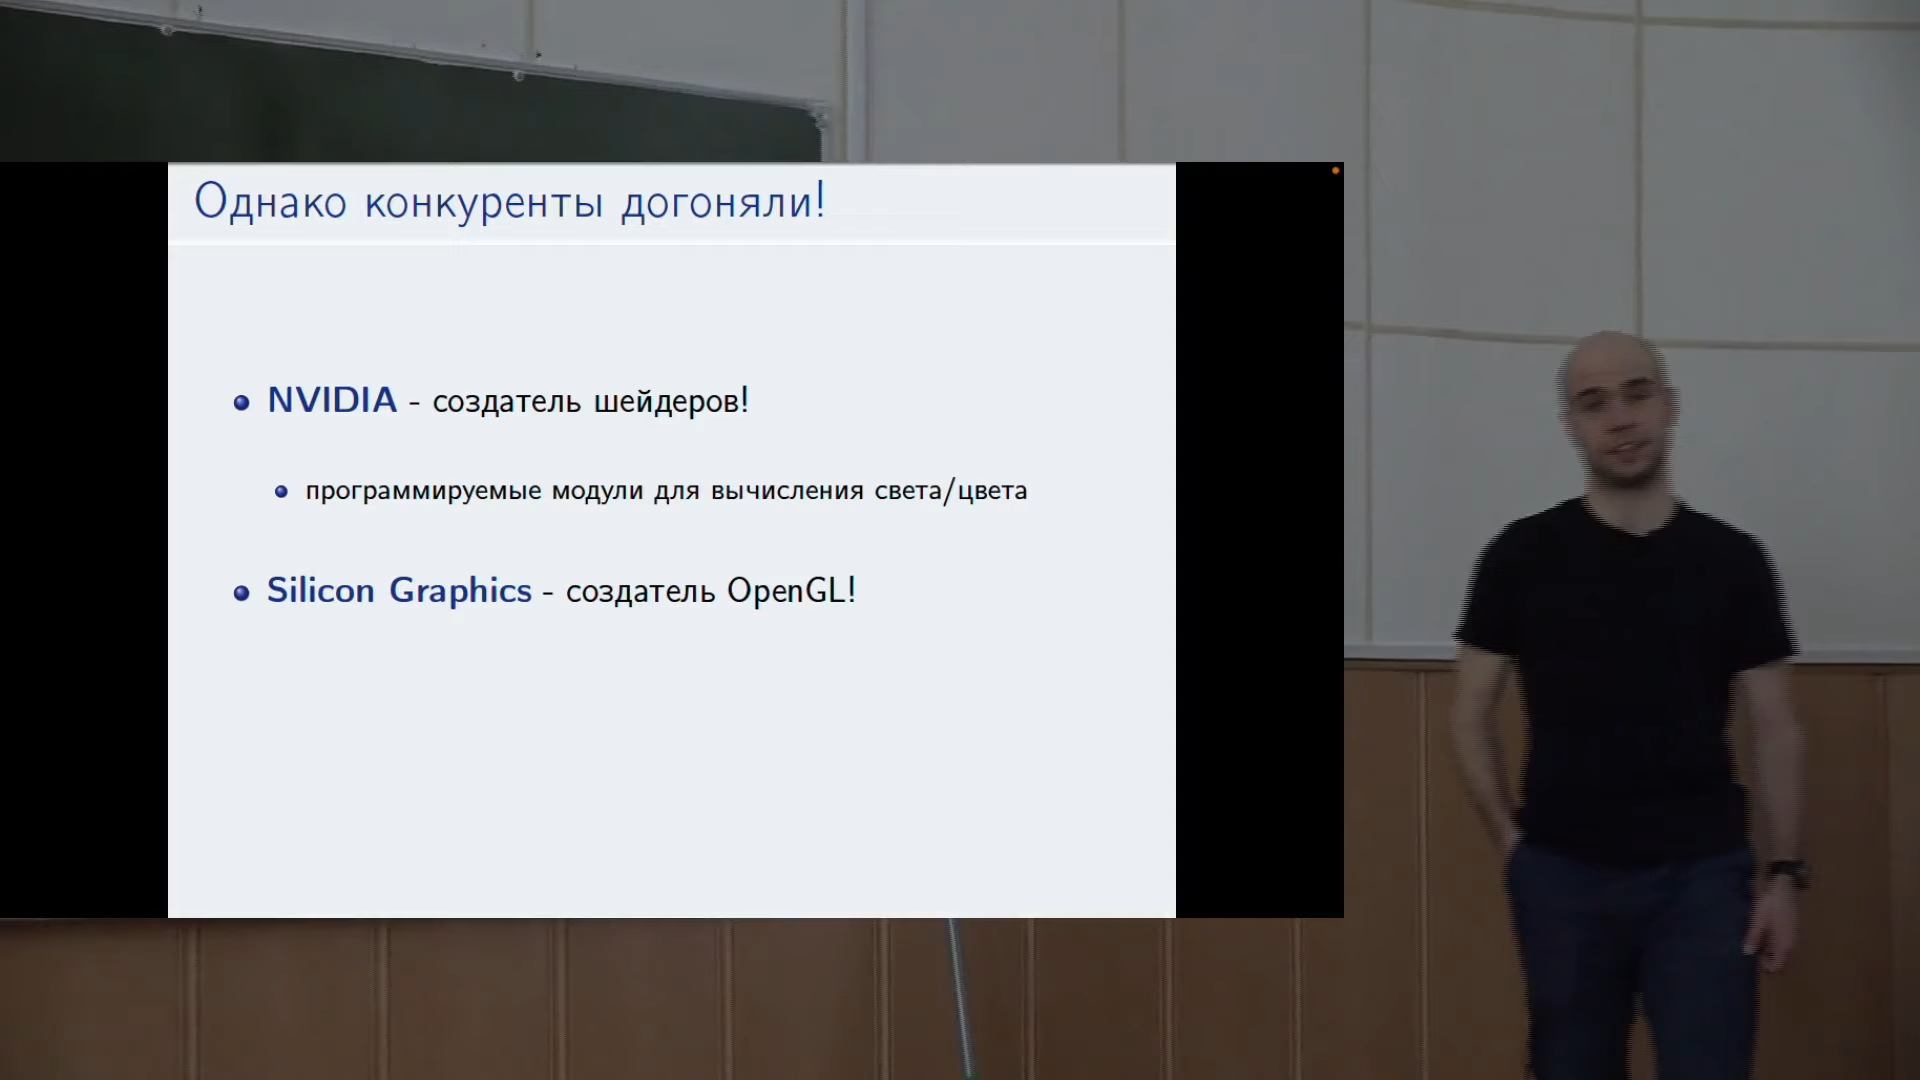 Однако конкуренты догоняли!
NVIDIA - создатель шейдеров!
программируемые модули для вычисления света/цвета
Silicon Graphics - создатель OpenGL!